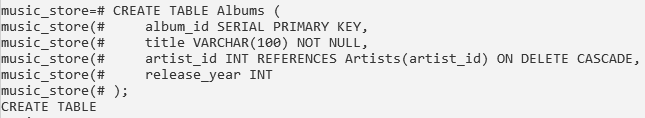 music_store=# CREATE TABLE Albums (
music_store(#     album_id SERIAL PRIMARY KEY,
music_store(#     title VARCHAR(100) NOT NULL,
music_store(#     artist_id INT REFERENCES Artists(artist_id) ON DELETE CASCADE,
music_store(#     release_year INT
music_store(# );
CREATE TABLE